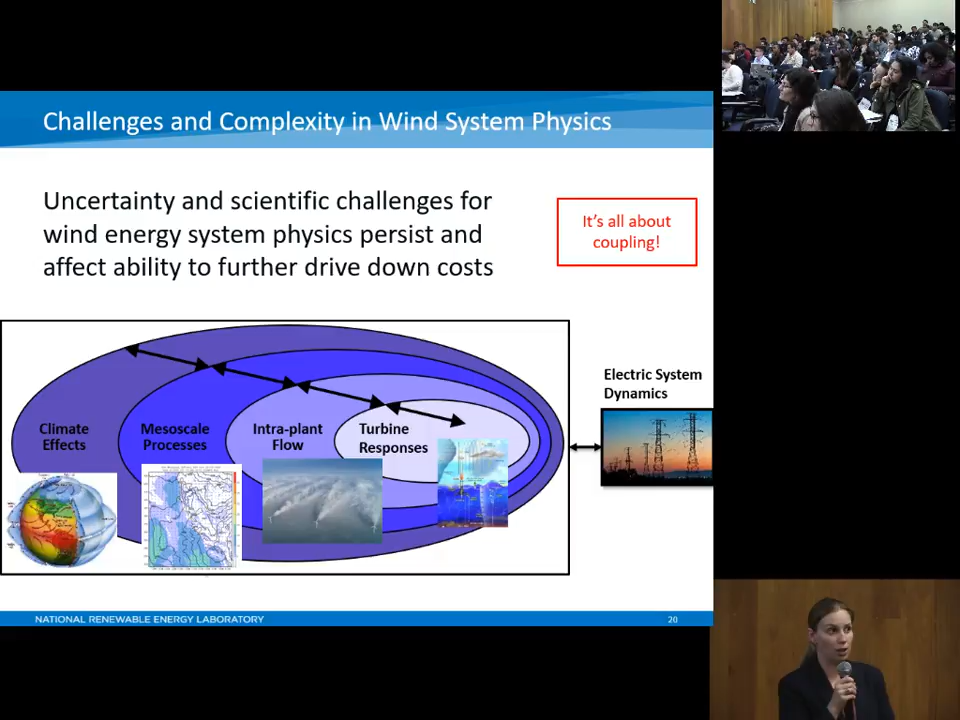 Challenges and Complexity in Wind System Physics
Uncertainty and scientific challenges for
wind energy system physics persist and
affect ability to further drive down costs
It's all about
coupling!
Climate
Effects
Mesoscale
Processes
Intra-plant
Flow
Turbine
Responses
Electric System
Dynamics
NATIONAL RENEWABLE ENERGY LABORATORY
20